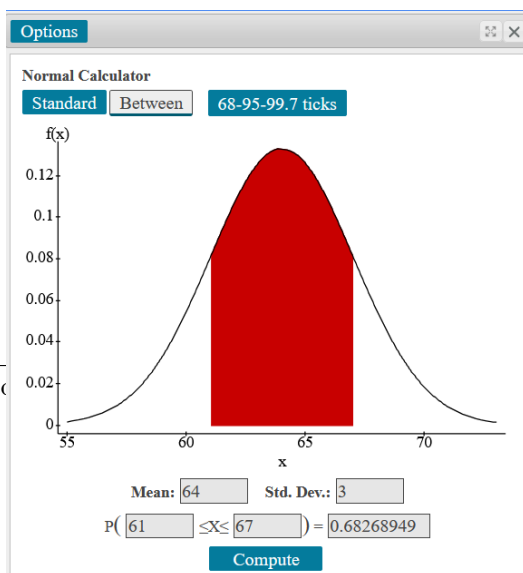 Options
Normal Calculator
Standard Between 68-95-99.7 ticks
f(x)
0.12
0.1
0.08
0.06
0.04
0.02
0
55 60 65 70
x
Mean: 64 Std. Dev.: 3
P( 61 ≤X≤ 67 ) = 0.68268949
Compute